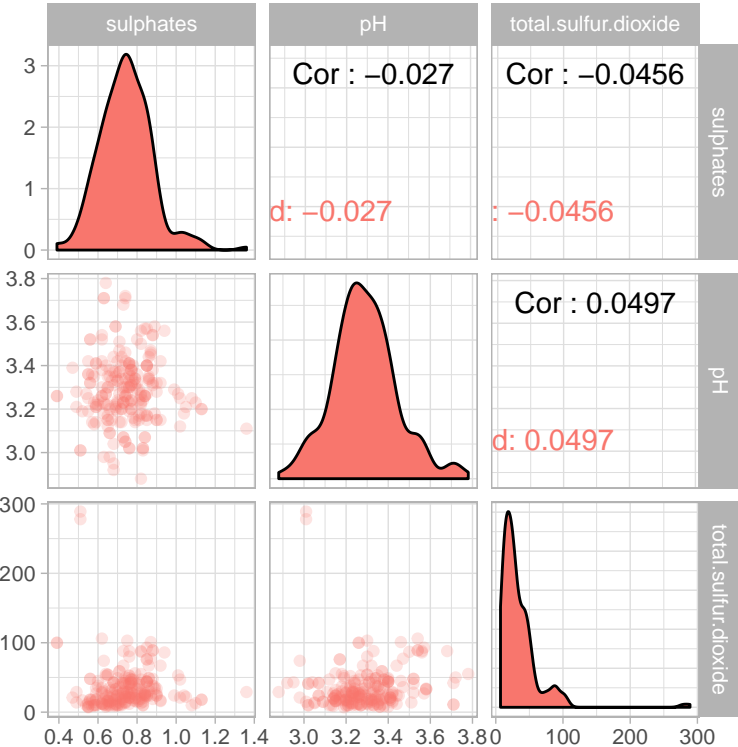 sulphates pH total.sulfur.dioxide
3
2
1
0
Cor : −0.027
d: −0.027
Cor : −0.0456
: −0.0456
sulphates
3.8
3.6
3.4
3.2
3.0
Cor : 0.0497
d: 0.0497
pH
300
200
100
0
total.sulfur.dioxide
0.4 0.6 0.8 1.0 1.2 1.4
3.0 3.2 3.4 3.6 3.8
0 100 200 300